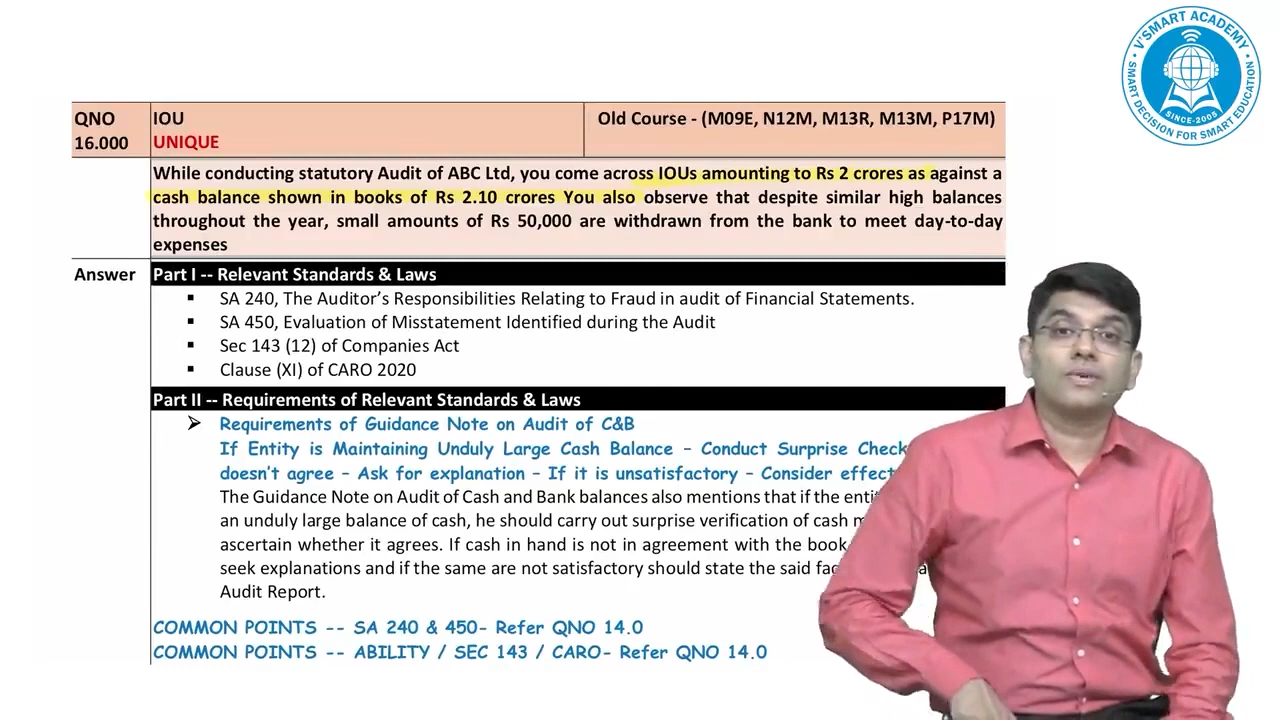 V'SMART ACADEMY
SMART DECISION FOR SMART EDUCATION
SINCE-2005
QNO
16.000
IOU
UNIQUE
Old Course - (M09E, N12M, M13R, M13M, P17M)
While conducting statutory Audit of ABC Ltd, you come across IOUs amounting to Rs 2 crores as against a
cash balance shown in books of Rs 2.10 crores You also observe that despite similar high balances
throughout the year, small amounts of Rs 50,000 are withdrawn from the bank to meet day-to-day
expenses
Answer
Part I -- Relevant Standards & Laws
▪ SA 240, The Auditor’s Responsibilities Relating to Fraud in audit of Financial Statements.
▪ SA 450, Evaluation of Misstatement Identified during the Audit
▪ Sec 143 (12) of Companies Act
▪ Clause (XI) of CARO 2020
Part II -- Requirements of Relevant Standards & Laws
➢ Requirements of Guidance Note on Audit of C&B
If Entity is Maintaining Unduly Large Cash Balance – Conduct Surprise Check
doesn’t agree – Ask for explanation – If it is unsatisfactory – Consider
The Guidance Note on Audit of Cash and Bank balances also mentions that if the
an unduly large balance of cash, he should carry out surprise verification of cash
ascertain whether it agrees. If cash in hand is not in agreement with the
seek explanations and if the same are not satisfactory should state the said
Audit Report.
COMMON POINTS -- SA 240 & 450- Refer QNO 14.0
COMMON POINTS -- ABILITY / SEC 143 / CARO- Refer QNO 14.0